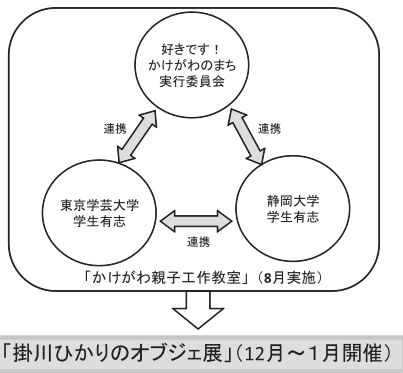 好きです！
かけがわのまち
実行委員会
連携
連携
東京学芸大学
学生有志
静岡大学
学生有志
連携
「かけがわ親子工作教室」（8月実施）
「掛川ひかりのオブジェ展」（12月～１月開催）